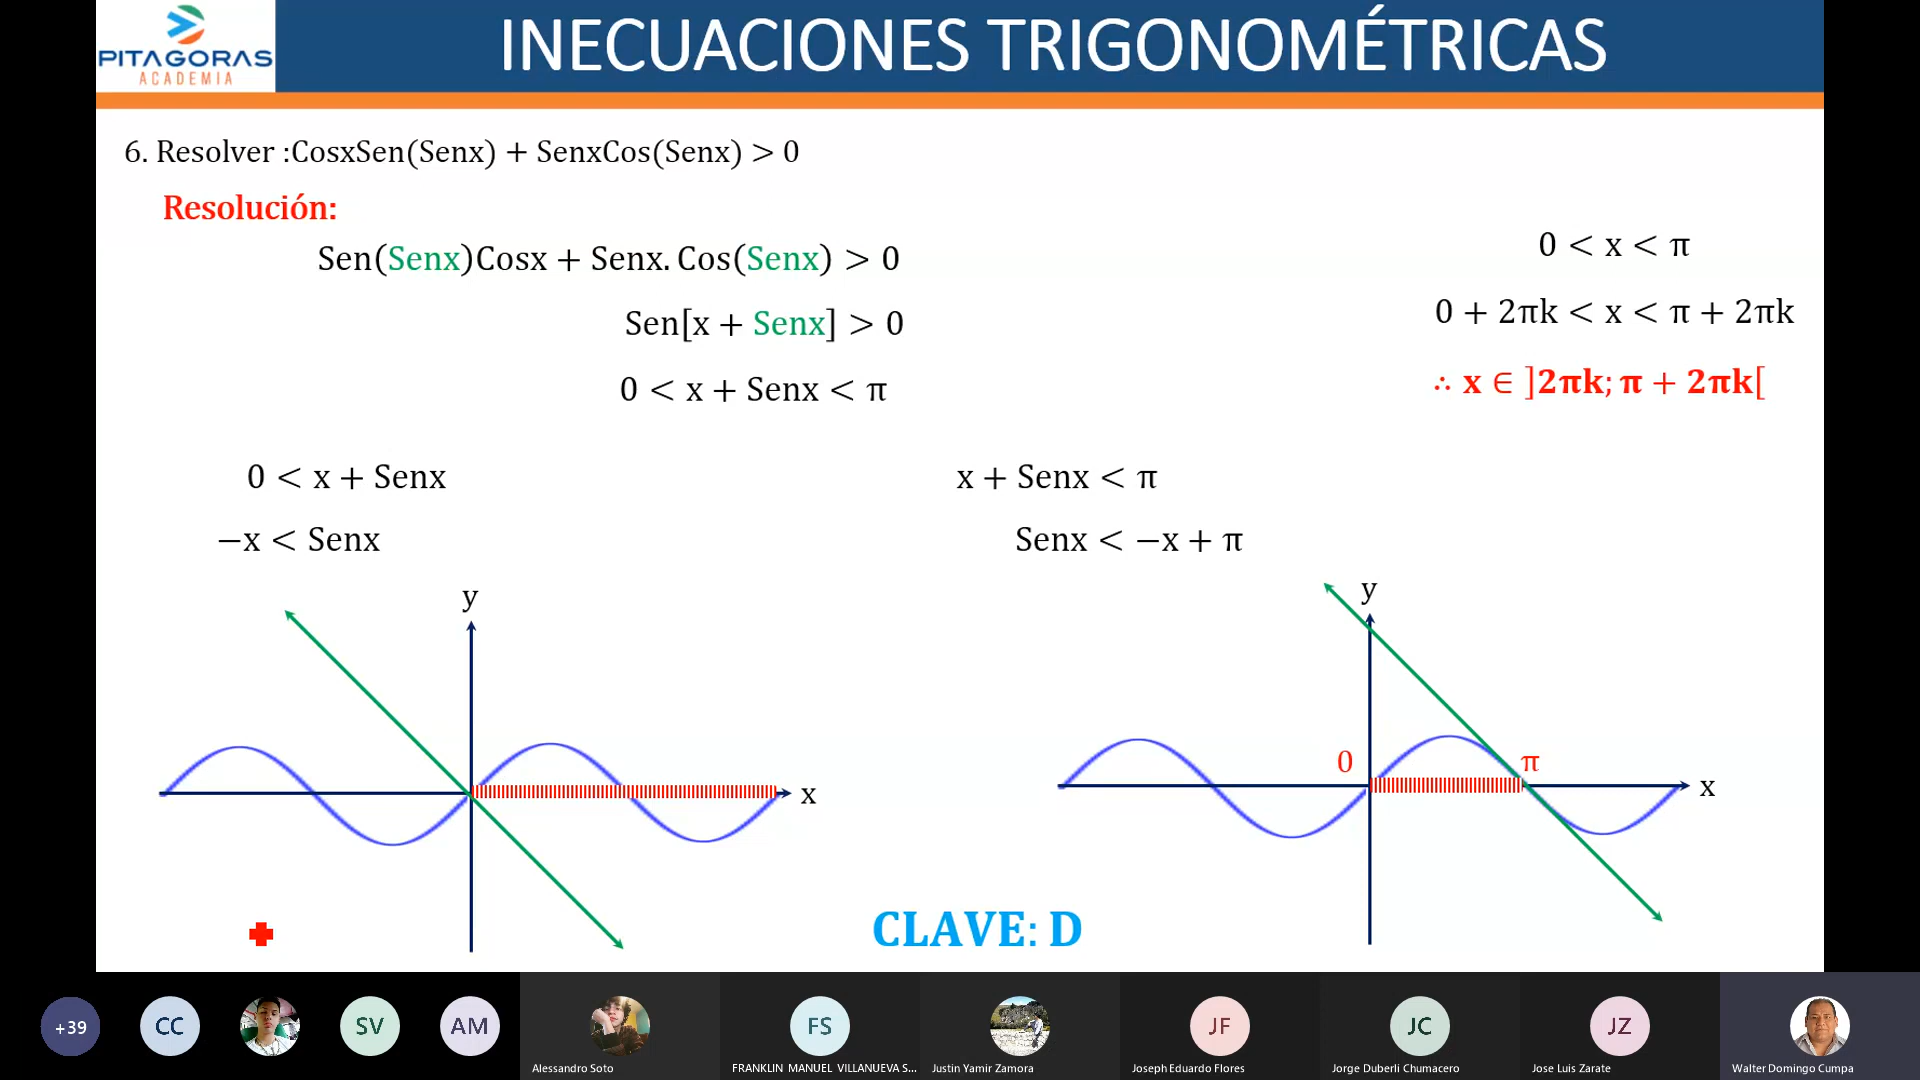 PITAGORAS
ACADEMIA
INECUACIONES TRIGONOMÉTRICAS
6. Resolver :CosxSen(Senx) + SenxCos(Senx) > 0
Resolución:
Sen(Senx)Cosx + Senx. Cos(Senx) > 0
Sen[x + Senx] > 0
0 < x + Senx < π
0 < x < π
0 + 2πk < x < π + 2πk
∴ x ∈ ]2πk; π + 2πk[
0 < x + Senx
−x < Senx
x + Senx < π
Senx < −x + π
y
x
y
0
π
x
CLAVE: D
+39
CC
SV
AM
FS
JF
JC
JZ
Alessandro Soto
FRANKLIN MANUEL VILLANUEVA S...
Justin Yamir Zamora
Joseph Eduardo Flores
Jorge Duberli Chumacero
Jose Luis Zarate
Walter Domingo Cumpa